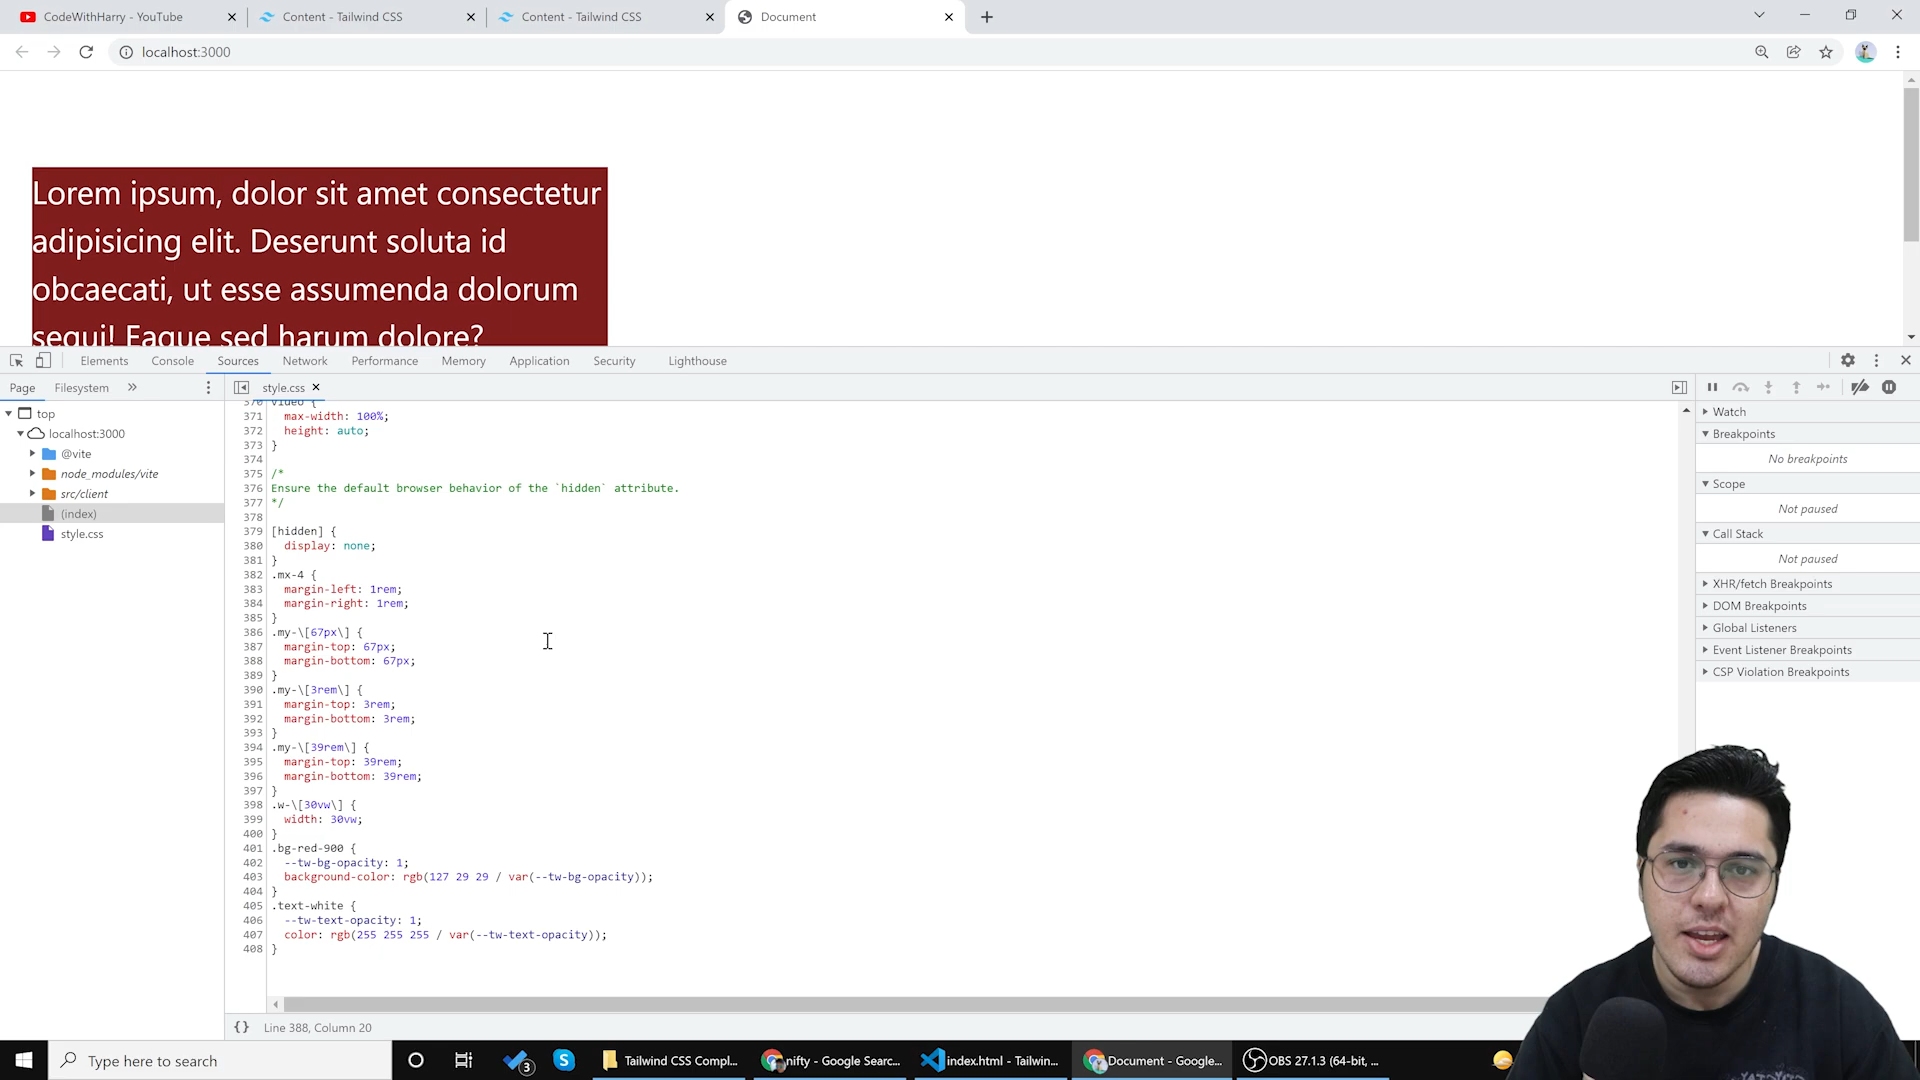 CodeWithHarry - YouTube
Content - Tailwind CSS
Content - Tailwind CSS
Document
localhost:3000
Lorem ipsum, dolor sit amet consectetur
adipisicing elit. Deserunt soluta id
obcaecati, ut esse assumenda dolorum
sequi! Eaque sed harum dolore?
Elements
Console
Sources
Network
Performance
Memory
Application
Security
Lighthouse
Page
Filesystem
style.css
top
localhost:3000
@vite
node_modules/vite
src/client
(index)
style.css
370 video {
371 max-width: 100%;
372 height: auto;
373 }
374
375 /*
376 Ensure the default browser behavior of the `hidden` attribute.
377 */
378
379 [hidden] {
380 display: none;
381 }
382 .mx-4 {
383 margin-left: 1rem;
384 margin-right: 1rem;
385 }
386 .my-\[67px\] {
387 margin-top: 67px;
388 margin-bottom: 67px;
389 }
390 .my-\[3rem\] {
391 margin-top: 3rem;
392 margin-bottom: 3rem;
393 }
394 .my-\[39rem\] {
395 margin-top: 39rem;
396 margin-bottom: 39rem;
397 }
398 .w-\[30vw\] {
399 width: 30vw;
400 }
401 .bg-red-900 {
402 --tw-bg-opacity: 1;
403 background-color: rgb(127 29 29 / var(--tw-bg-opacity));
404 }
405 .text-white {
406 --tw-text-opacity: 1;
407 color: rgb(255 255 255 / var(--tw-text-opacity));
408 }
{} Line 388, Column 20
Watch
Breakpoints
No breakpoints
Scope
Not paused
Call Stack
Not paused
XHR/fetch Breakpoints
DOM Breakpoints
Global Listeners
Event Listener Breakpoints
CSP Violation Breakpoints
Type here to search
3
Tailwind CSS Compl...
nifty - Google Searc...
index.html - Tailwin...
Document - Google...
OBS 27.1.3 (64-bit, ...